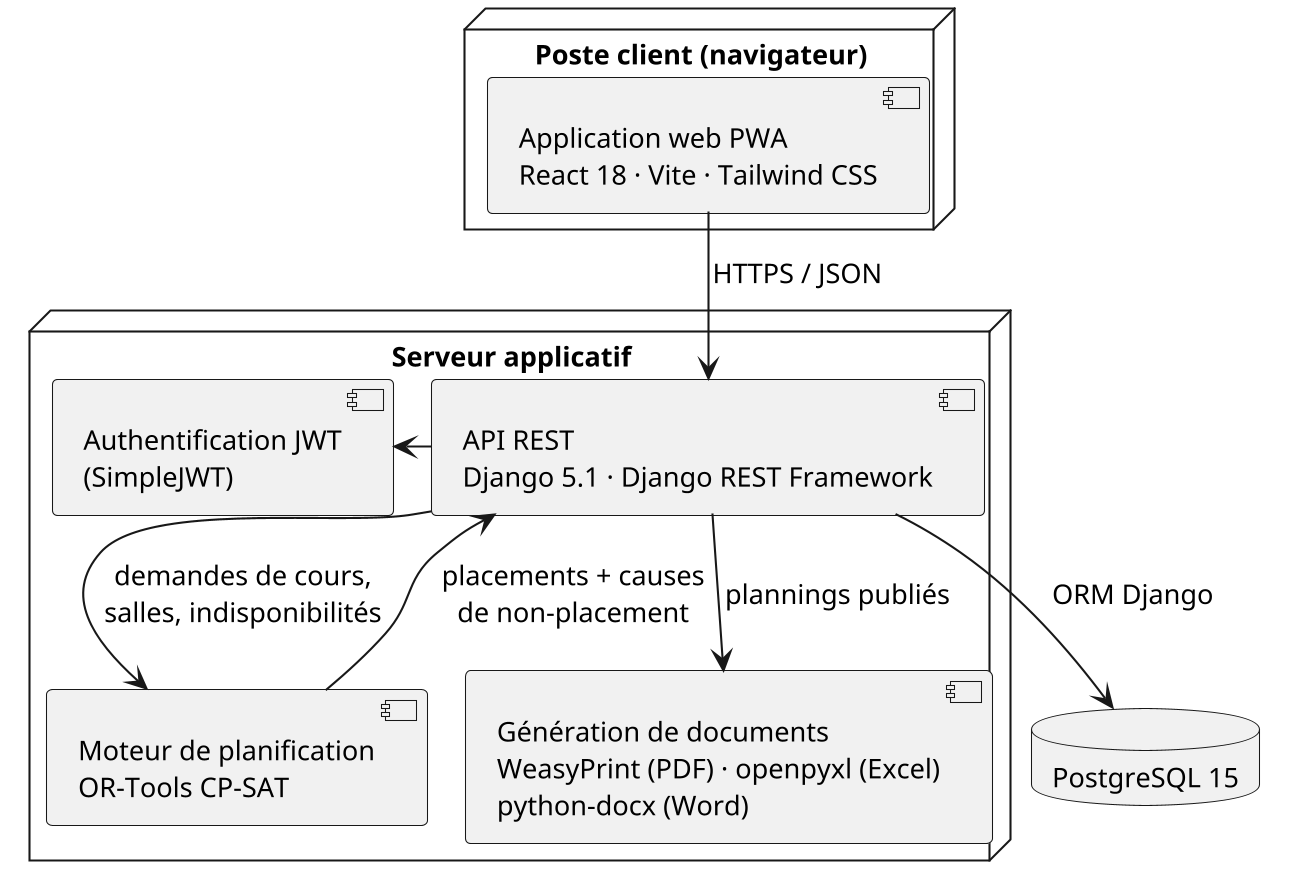 Poste client (navigateur)
Application web PWA
React 18 · Vite · Tailwind CSS
HTTPS / JSON
Serveur applicatif
Authentification JWT
(SimpleJWT)
API REST
Django 5.1 · Django REST Framework
demandes de cours,
salles, indisponibilités
placements + causes
de non-placement
plannings publiés
ORM Django
Moteur de planification
OR-Tools CP-SAT
Génération de documents
WeasyPrint (PDF) · openpyxl (Excel)
python-docx (Word)
PostgreSQL 15